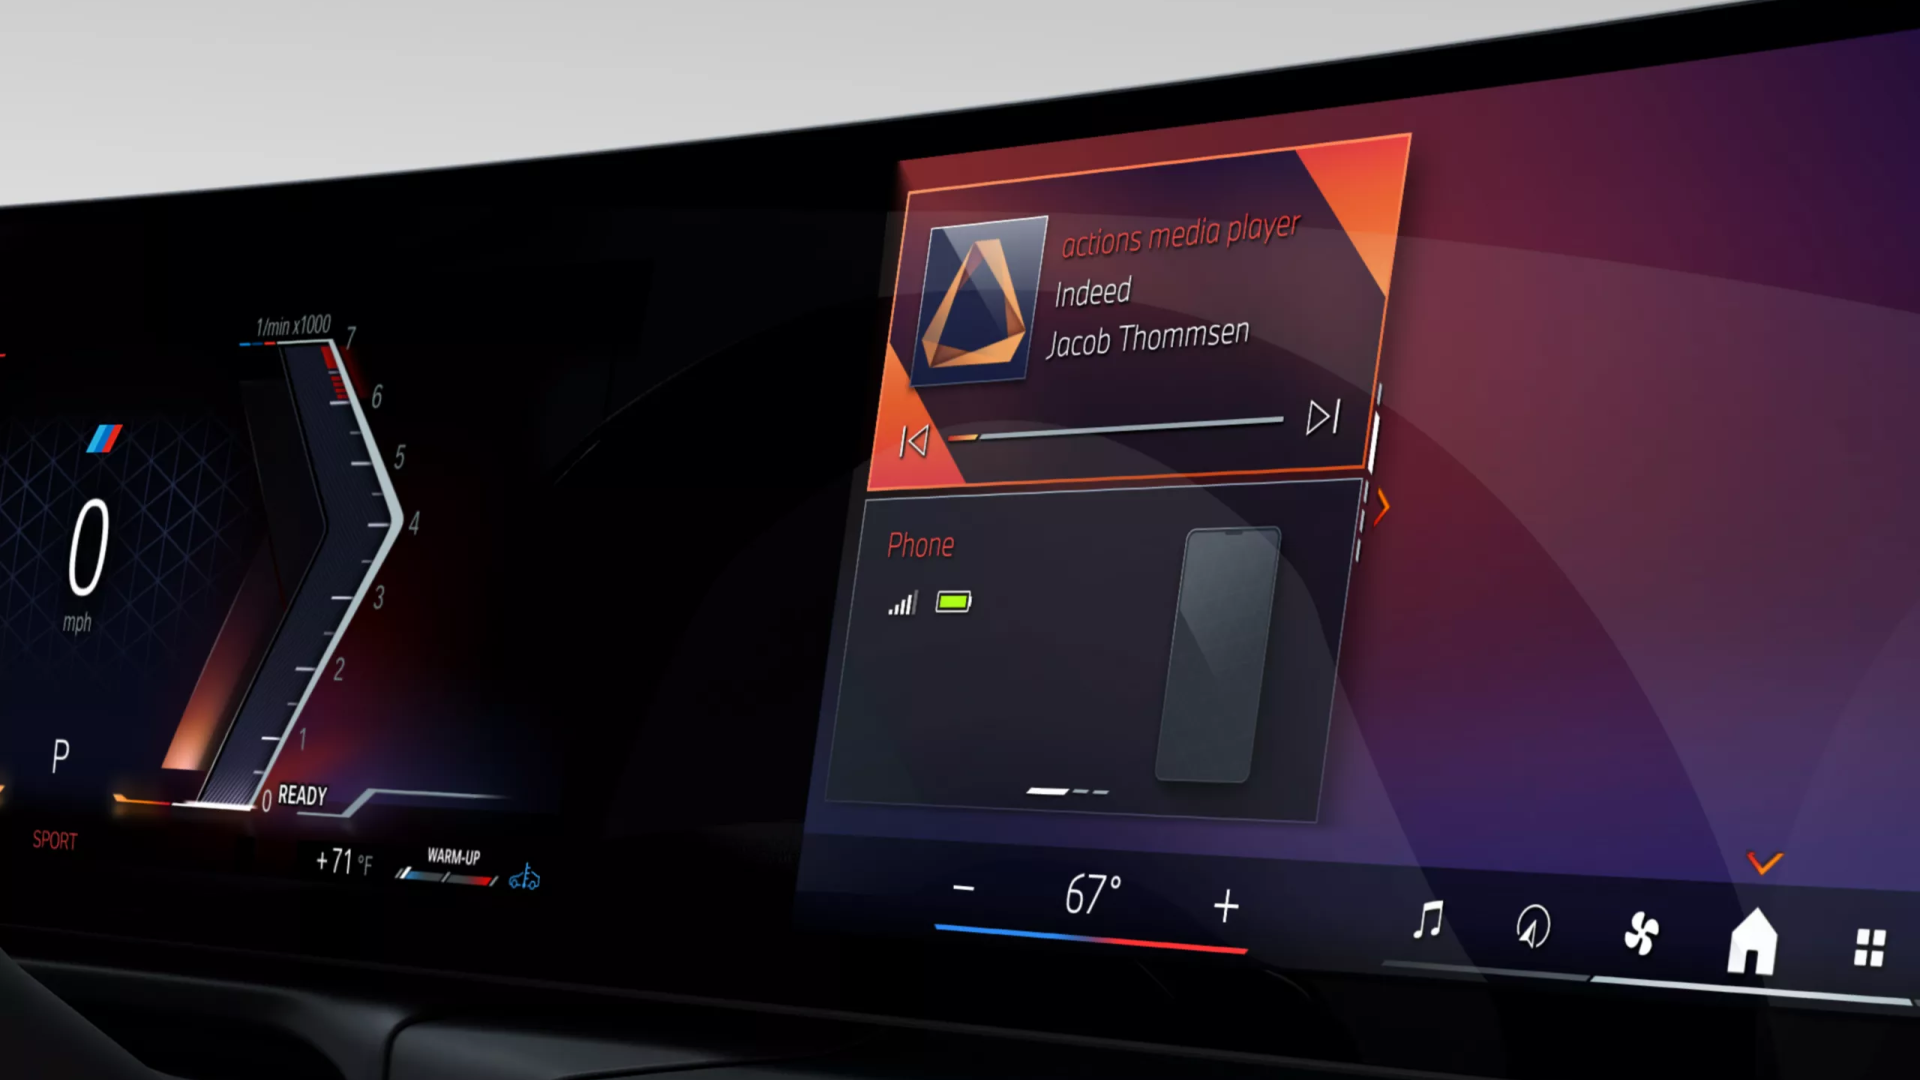 1/min x1000
7
6
5
4
3
2
1
0
READY
0
mph
P
SPORT
+71 °F
WARM-UP
actions media player
Indeed
Jacob Thommsen
Phone
− 67° +